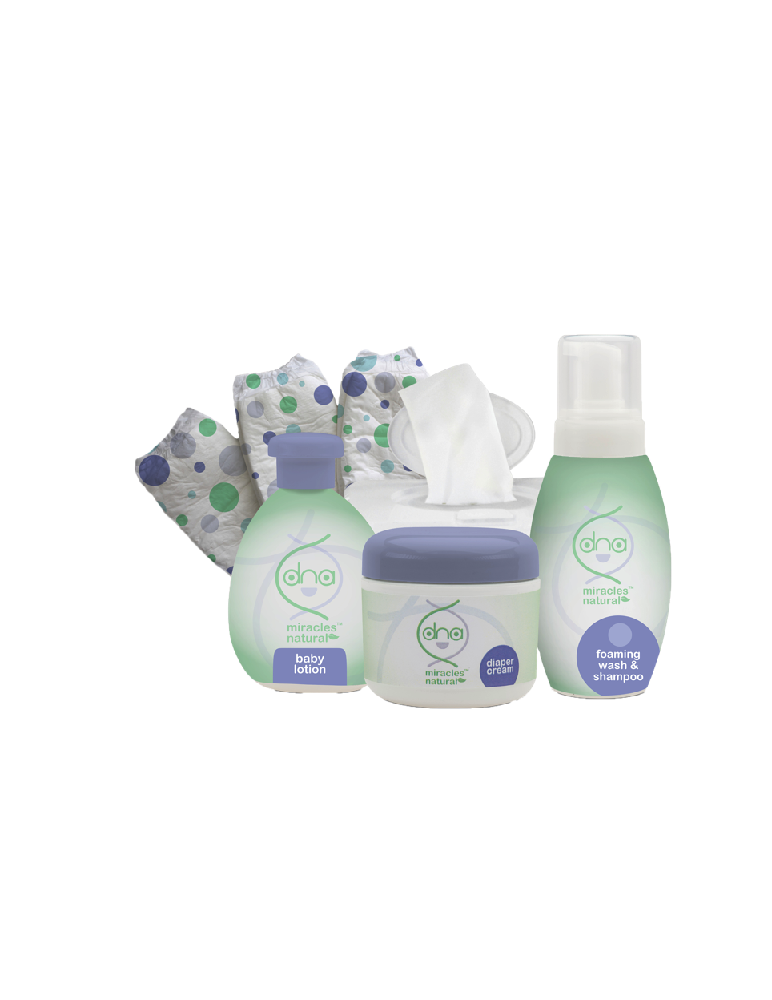 dna
miracles™
natural
baby
lotion
dna
miracles™
natural
diaper
cream
dna
miracles™
natural
foaming
wash &
shampoo